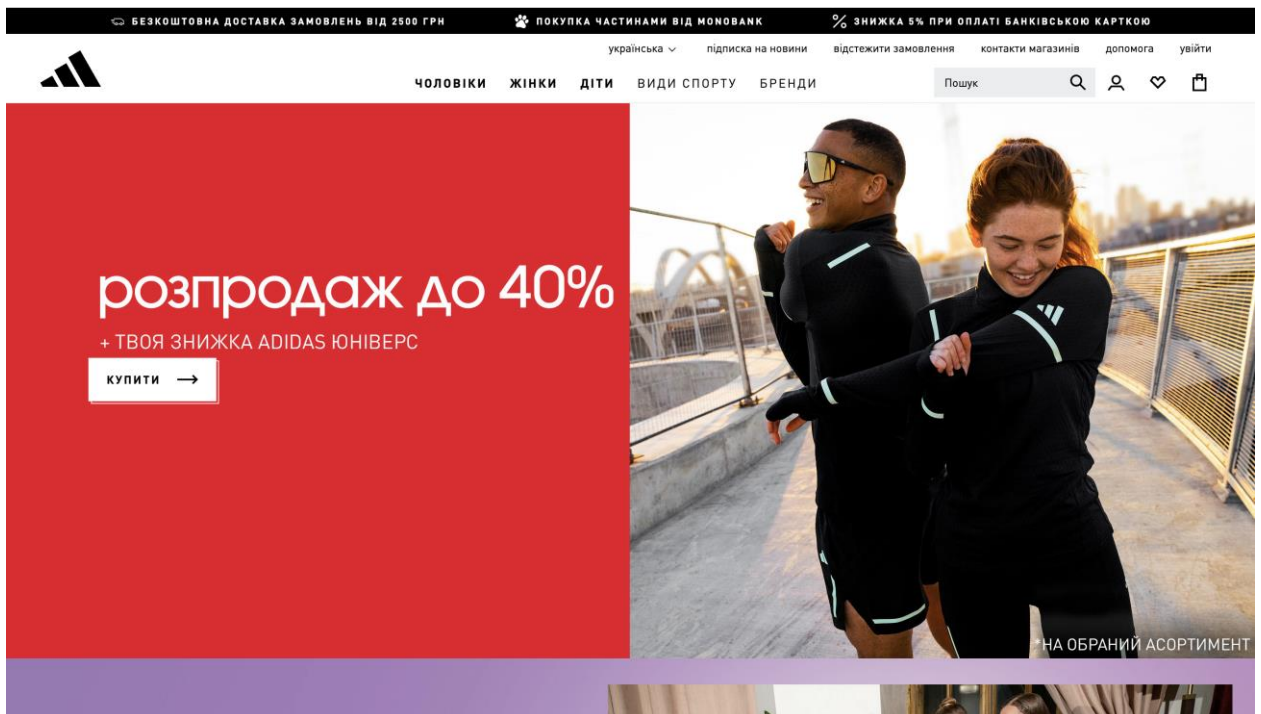 БЕЗКОШТОВНА ДОСТАВКА ЗАМОВЛЕНЬ ВІД 2500 ГРН
ПОКУПКА ЧАСТИНАМИ ВІД MONOBANK
ЗНИЖКА 5% ПРИ ОПЛАТІ БАНКІВСЬКОЮ КАРТКОЮ
українська
підписка на новини
відстежити замовлення
контакти магазинів
допомога
увійти
ЧОЛОВІКИ
ЖІНКИ
ДІТИ
ВИДИ СПОРТУ
БРЕНДИ
Пошук
розпродаж до 40%
+ ТВОЯ ЗНИЖКА ADIDAS ЮНІВЕРС
КУПИТИ
*НА ОБРАНИЙ АСОРТИМЕНТ